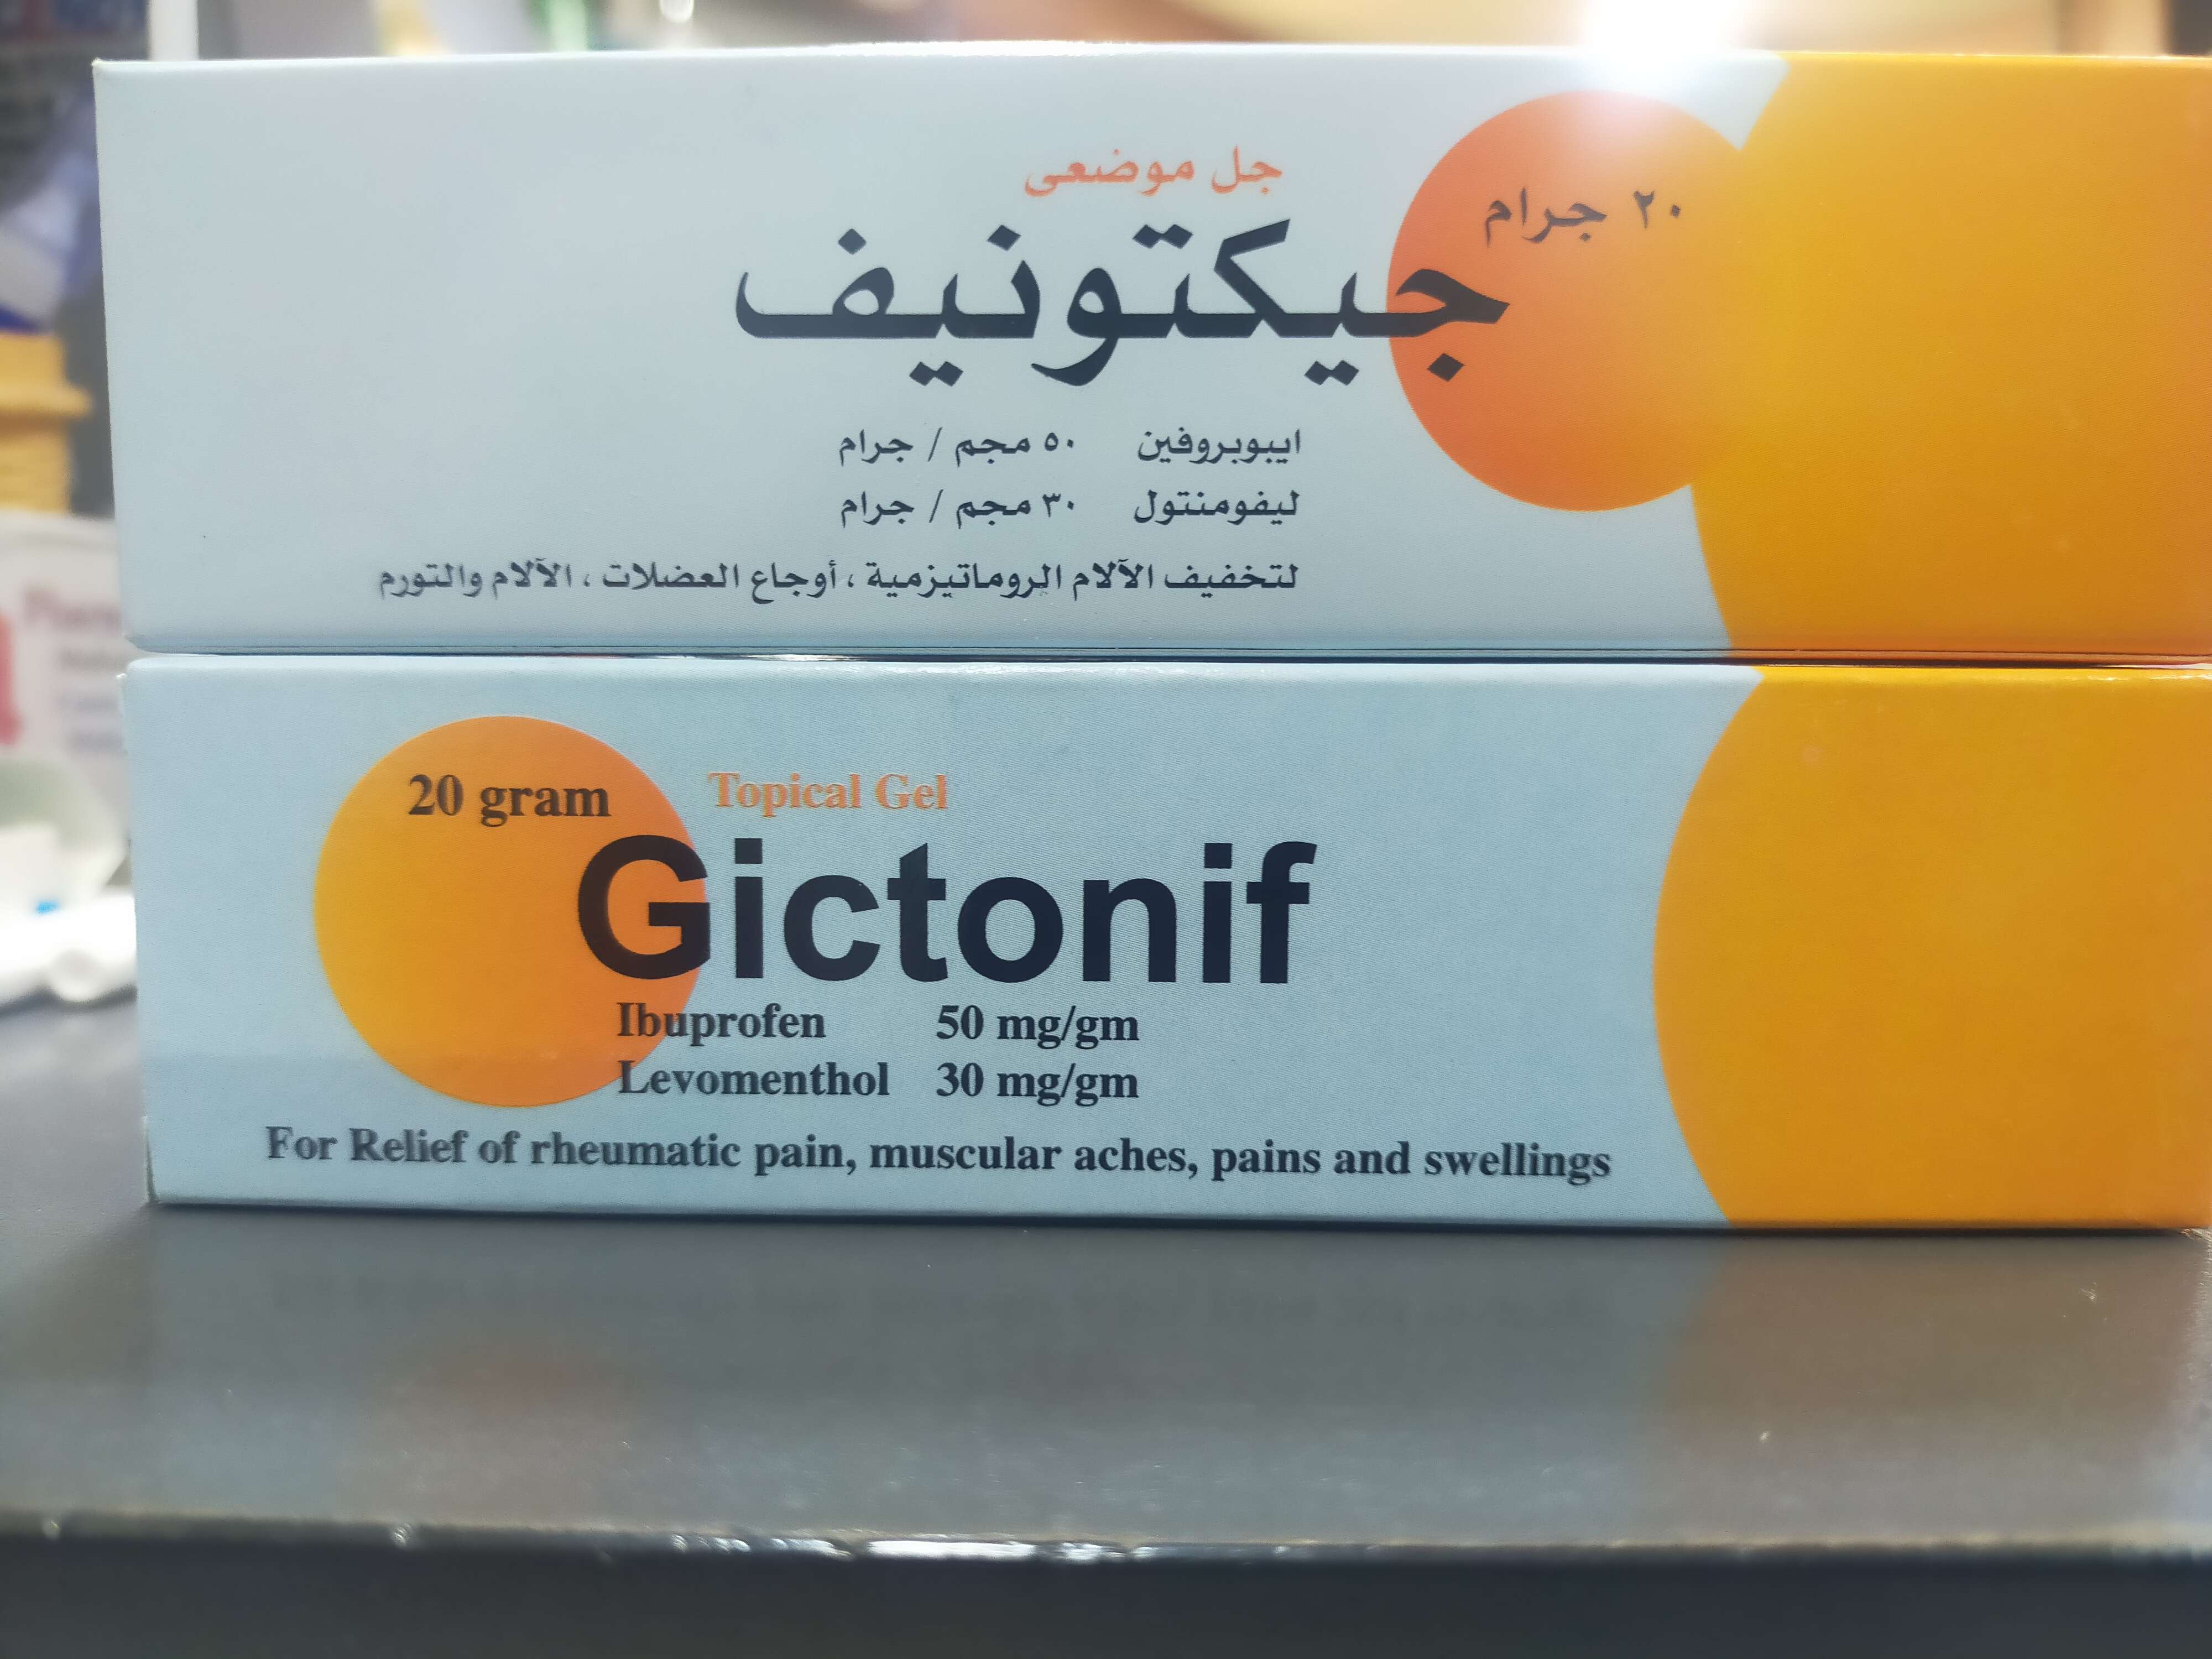 جل موضعى
٢٠ جرام
جيكتونيف
ايبوبروفين ٥٠ مجم / جرام
ليفومنتول ٣٠ مجم / جرام
لتخفيف الآلام الروماتيزمية ، أوجاع العضلات ، الآلام والتورم
20 gram
Topical Gel
Gictonif
Ibuprofen 50 mg/gm
Levomenthol 30 mg/gm
For Relief of rheumatic pain, muscular aches, pains and swellings